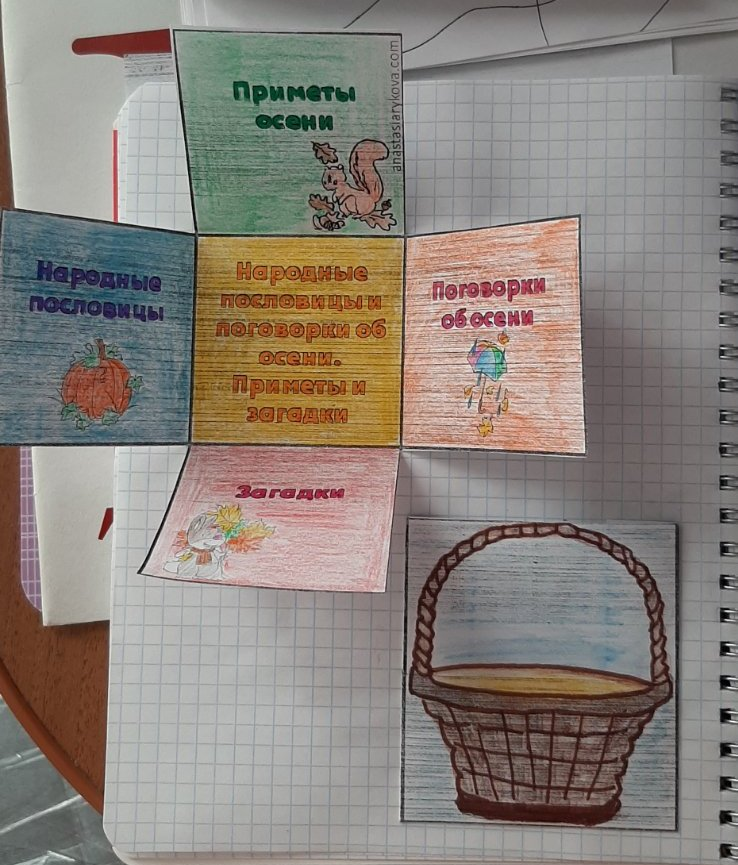 Приметы
осени
anastasiarykova.com
Народные
пословицы
Народные
пословицы и
поговорки об
осени.
Приметы и
загадки
Поговорки
об осени
Загадки